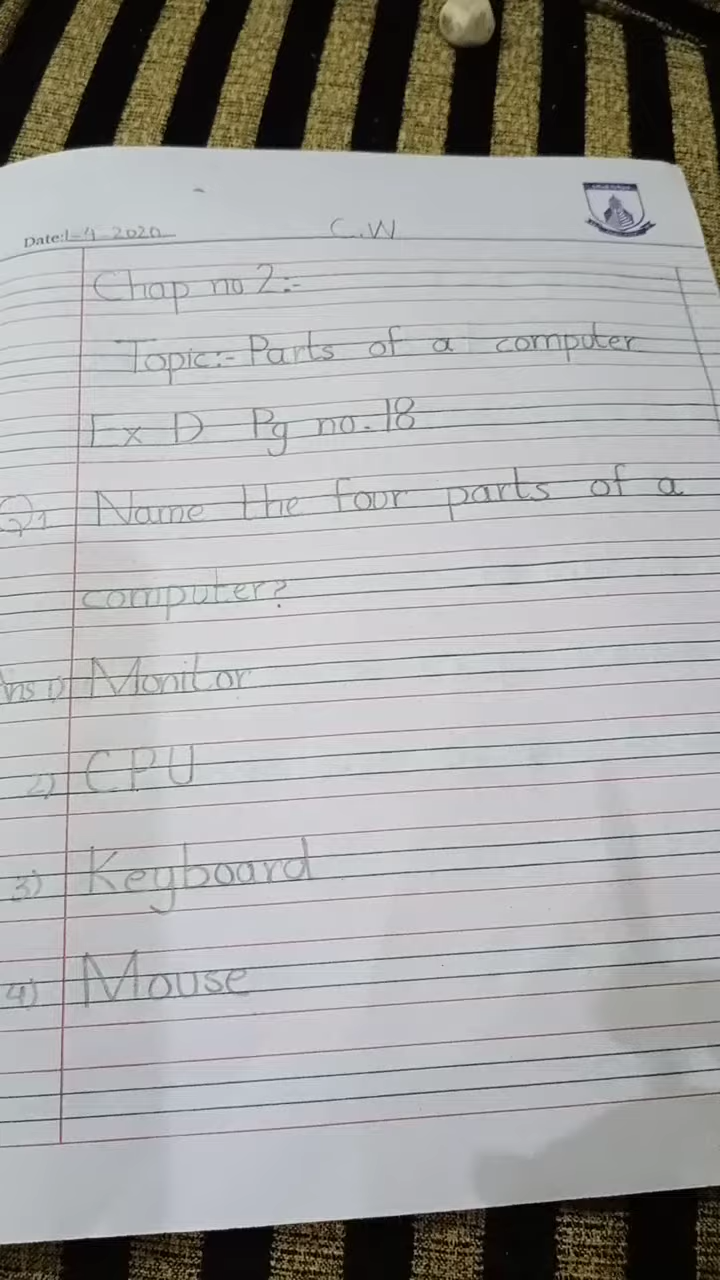 Date: 1-4-2020 C.W
Chap no 2:-
Topic:- Parts of a computer
Ex D Pg no. 18
Q1 Name the four parts of a
computer?
Ans 1) Monitor
2) CPU
3) Keyboard
4) Mouse